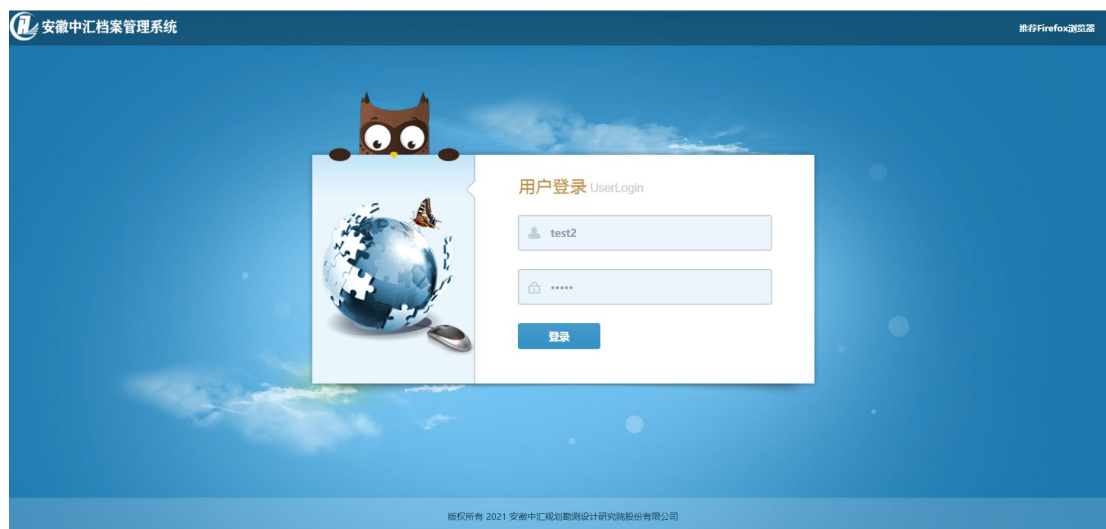 安徽中汇档案管理系统
推荐Firefox浏览器
用户登录 UserLogin
test2
•••••
登录
版权所有 2021 安徽中汇规划勘测设计研究院股份有限公司